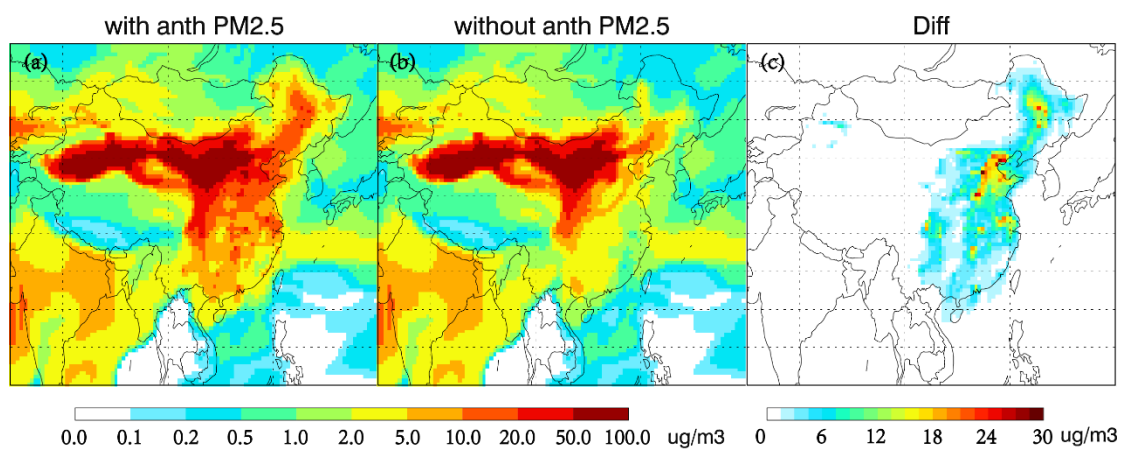 with anth PM2.5
without anth PM2.5
Diff
(a)
(b)
(c)
0.0 0.1 0.2 0.5 1.0 2.0 5.0 10.0 20.0 50.0 100.0 ug/m3
0 6 12 18 24 30 ug/m3